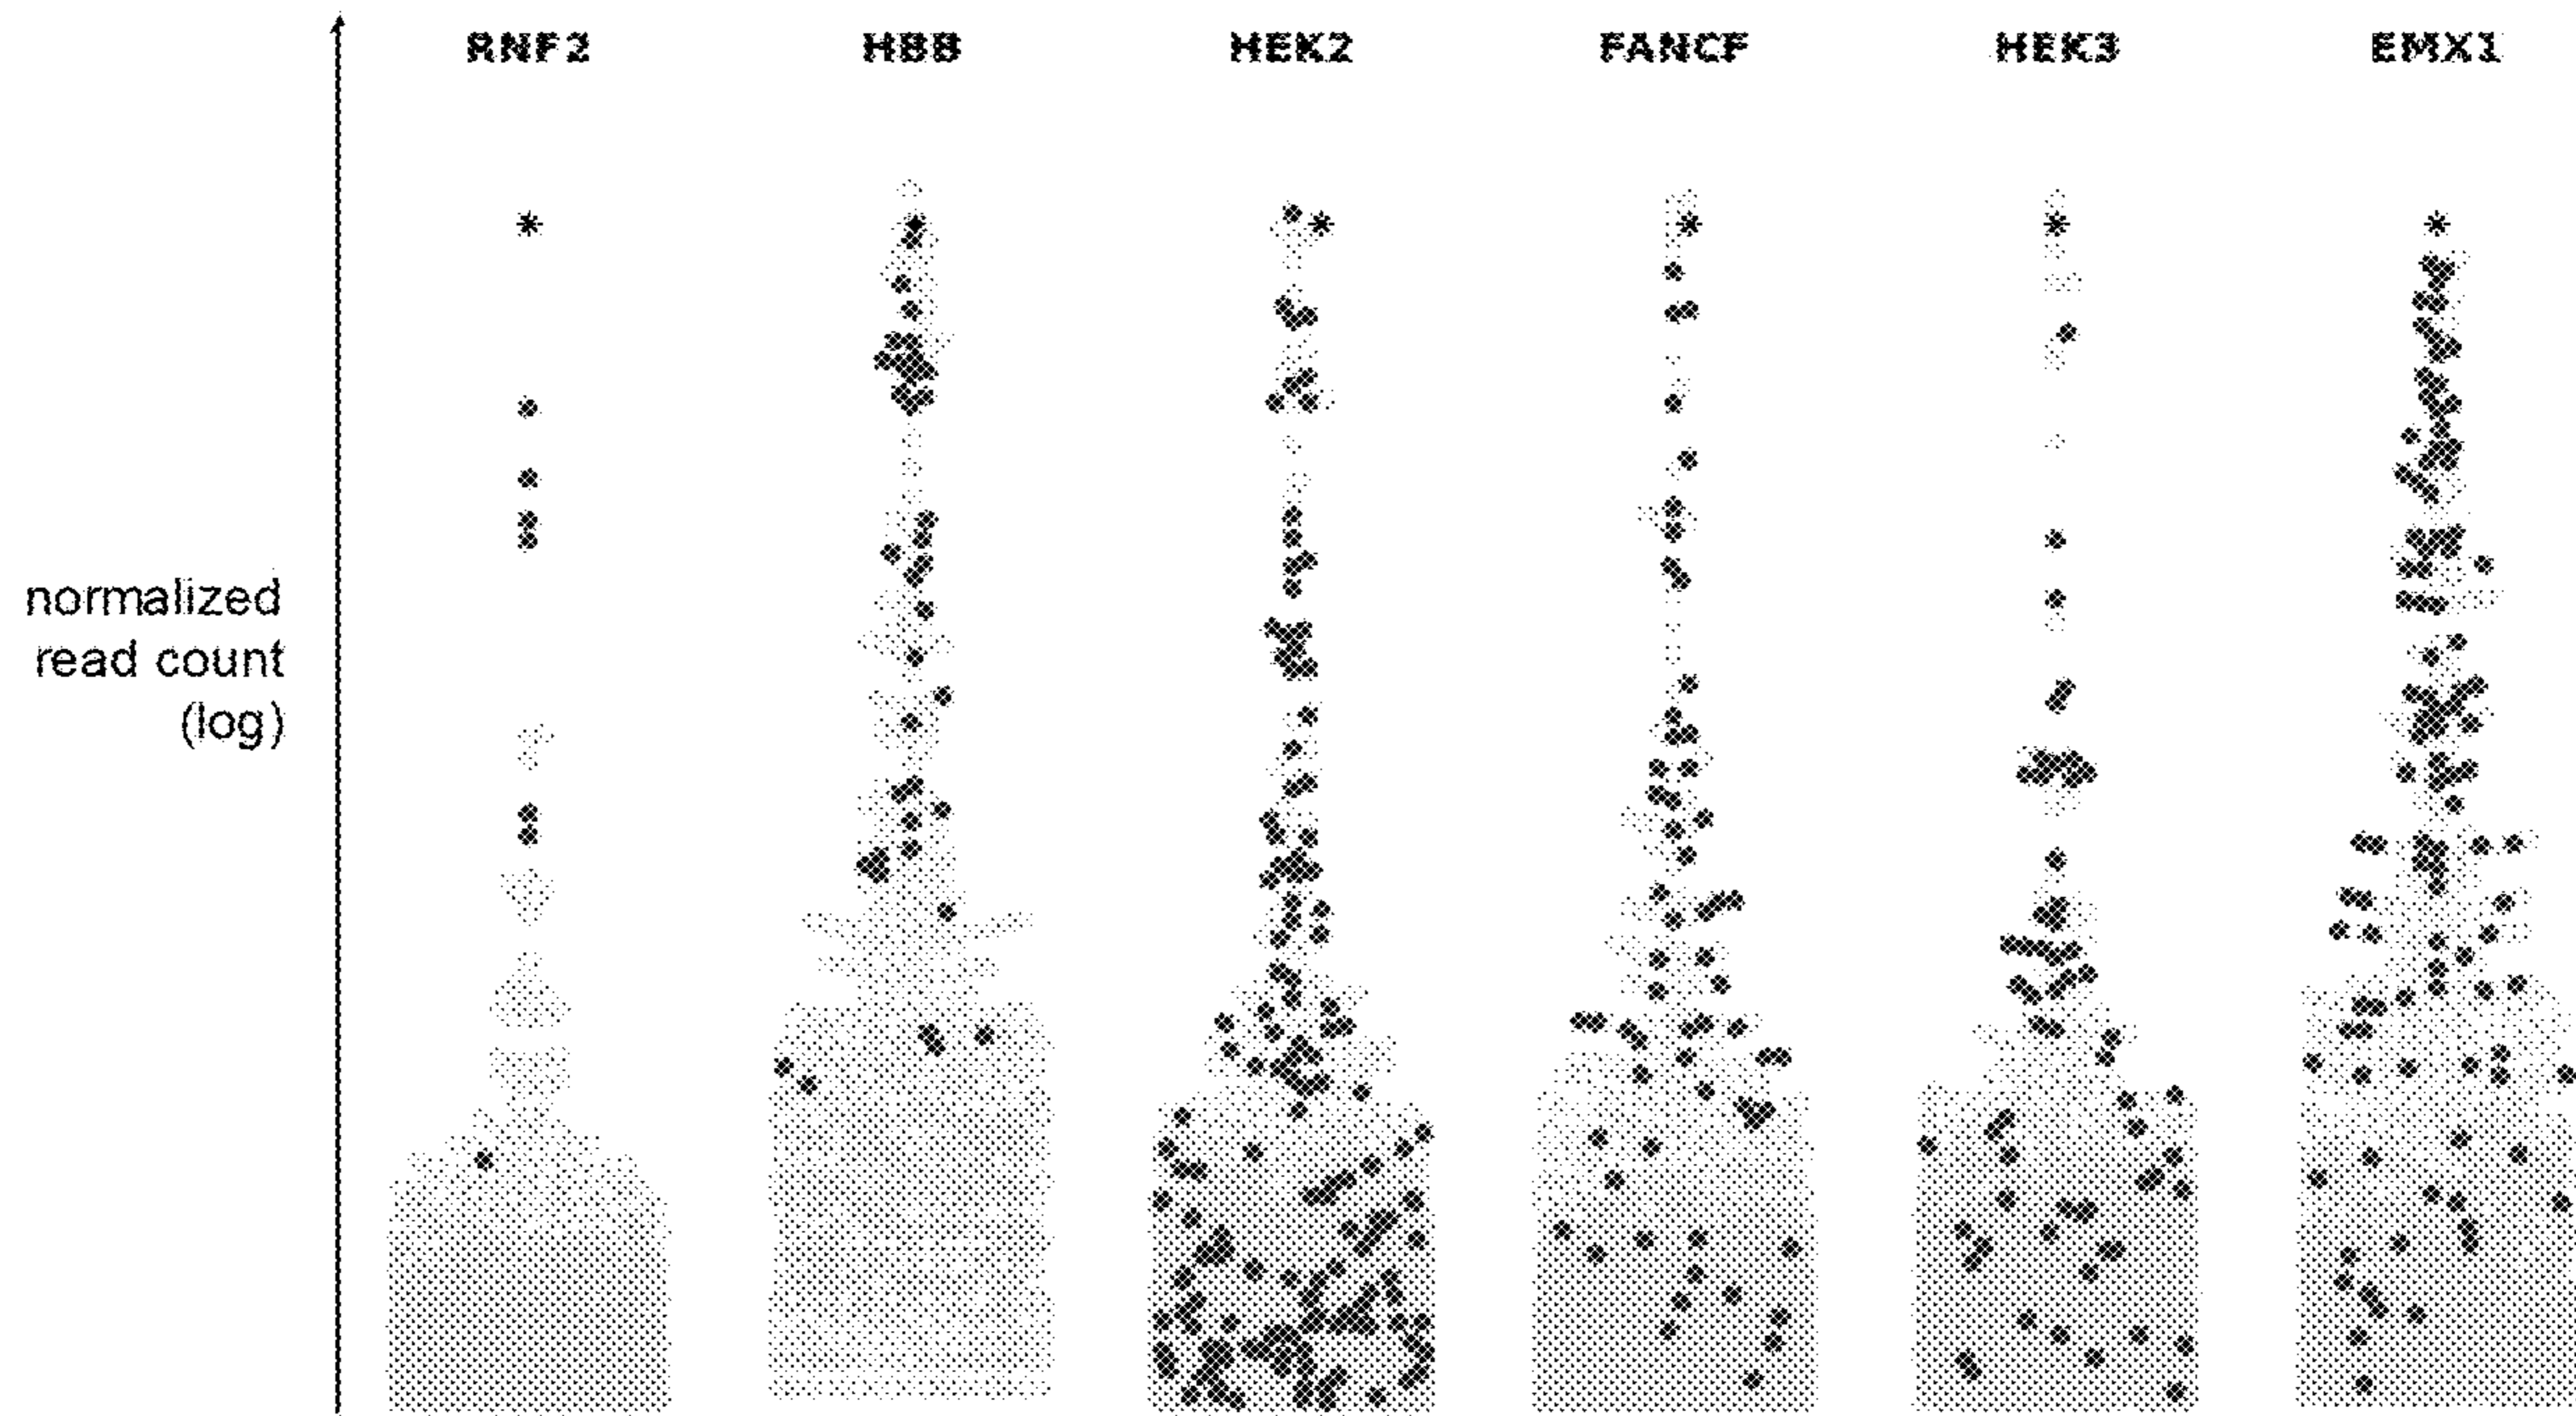 RNF2 HBB HEK2 FANCF HEK3 EMX1
normalized
read count
(log)